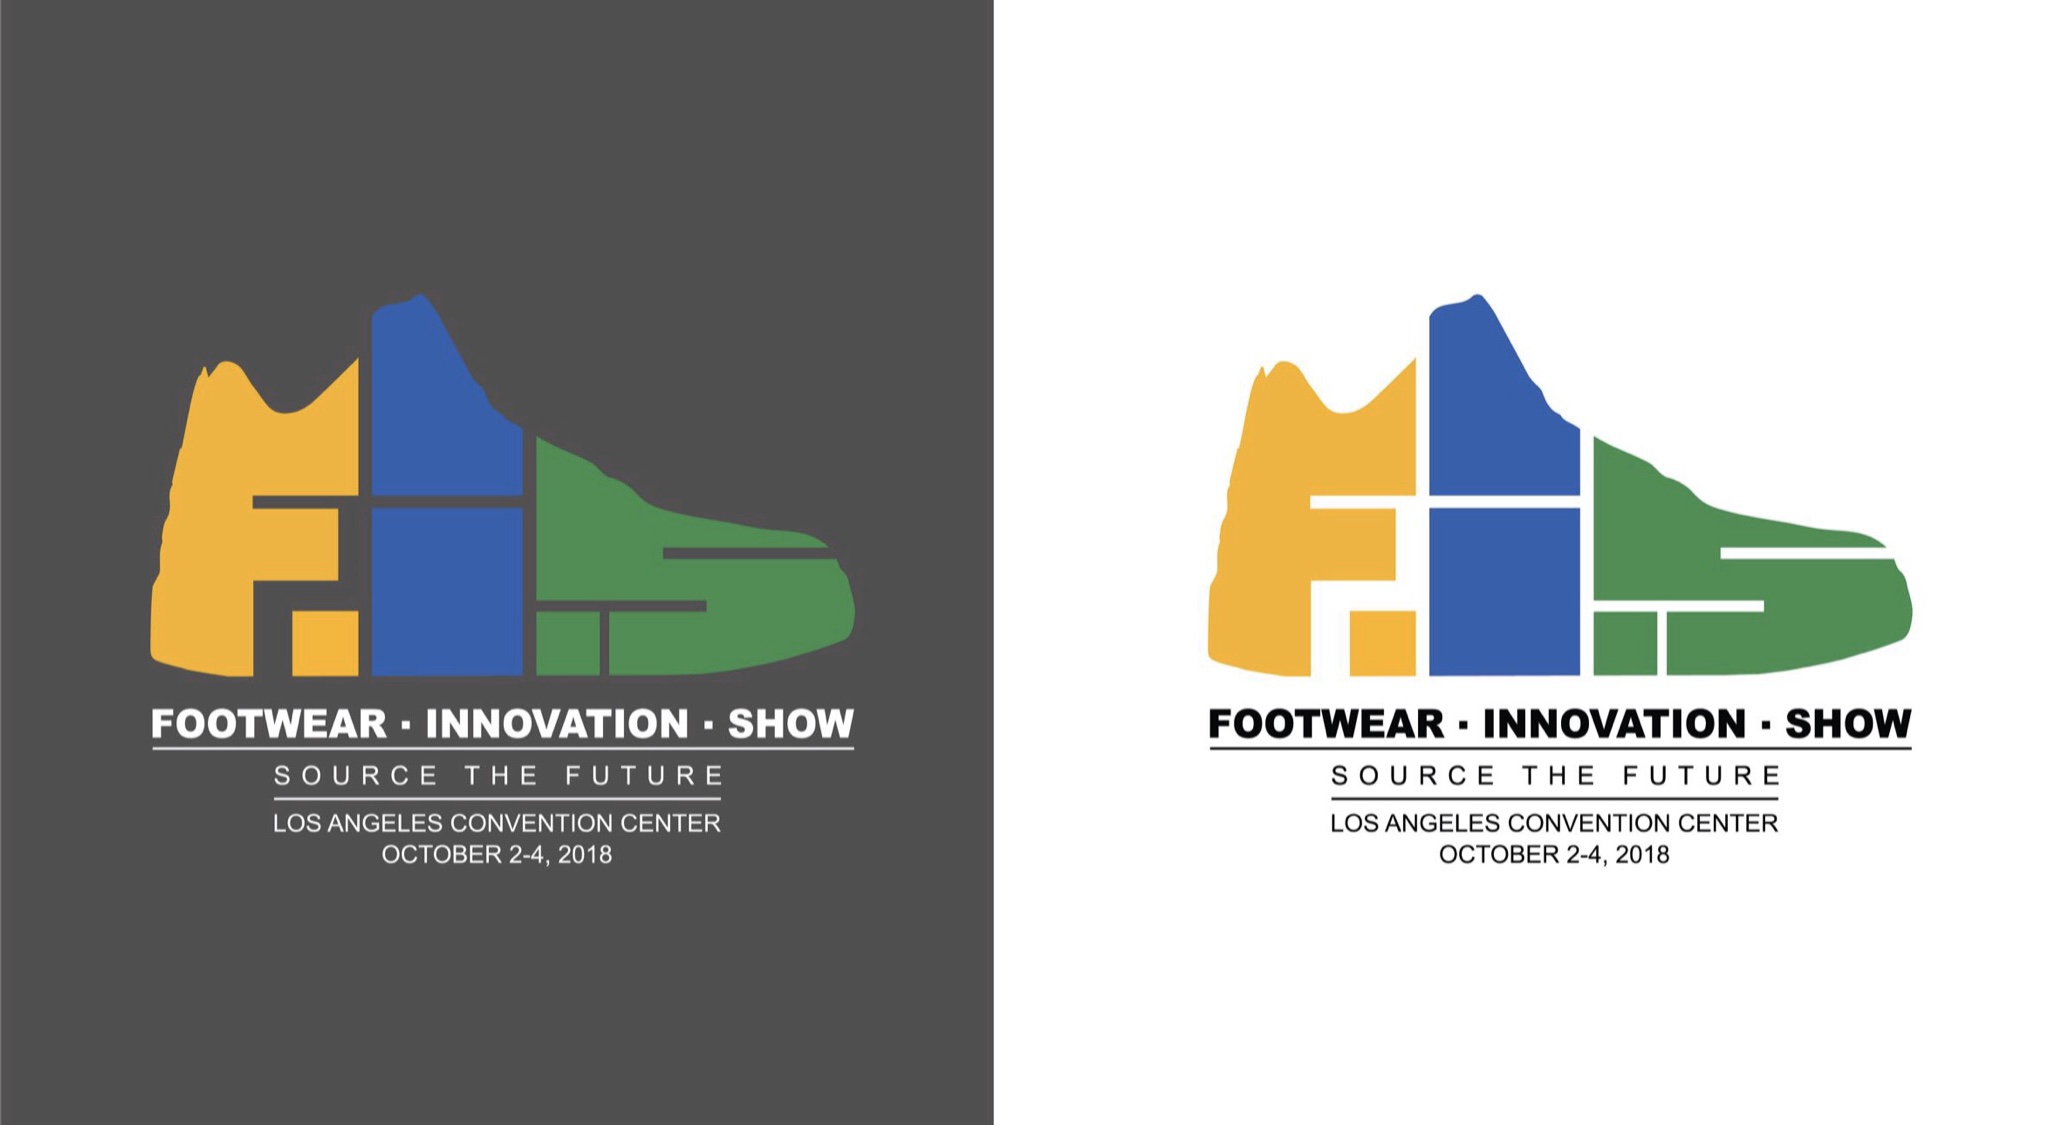 F.i.S
FOOTWEAR · INNOVATION · SHOW
SOURCE THE FUTURE
LOS ANGELES CONVENTION CENTER
OCTOBER 2-4, 2018
F.i.S
FOOTWEAR · INNOVATION · SHOW
SOURCE THE FUTURE
LOS ANGELES CONVENTION CENTER
OCTOBER 2-4, 2018